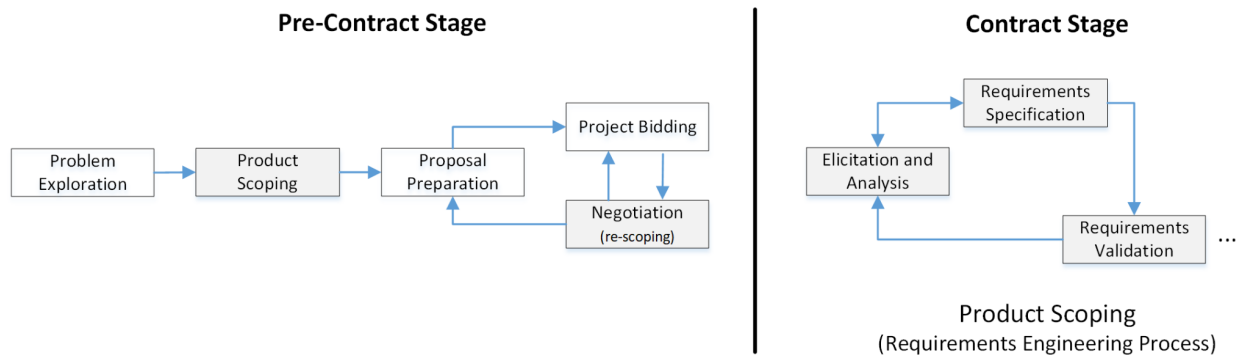 Pre-Contract Stage
Problem
Exploration
Product
Scoping
Proposal
Preparation
Project Bidding
Negotiation
(re-scoping)
Contract Stage
Requirements
Specification
Elicitation and
Analysis
Requirements
Validation
...
Product Scoping
(Requirements Engineering Process)